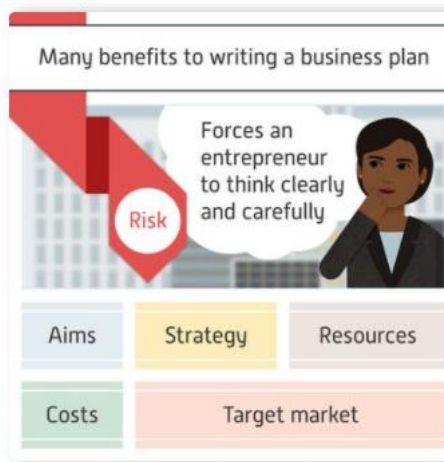 Many benefits to writing a business plan
Forces an
entrepreneur
to think clearly
and carefully
Risk
Aims
Strategy
Resources
Costs
Target market